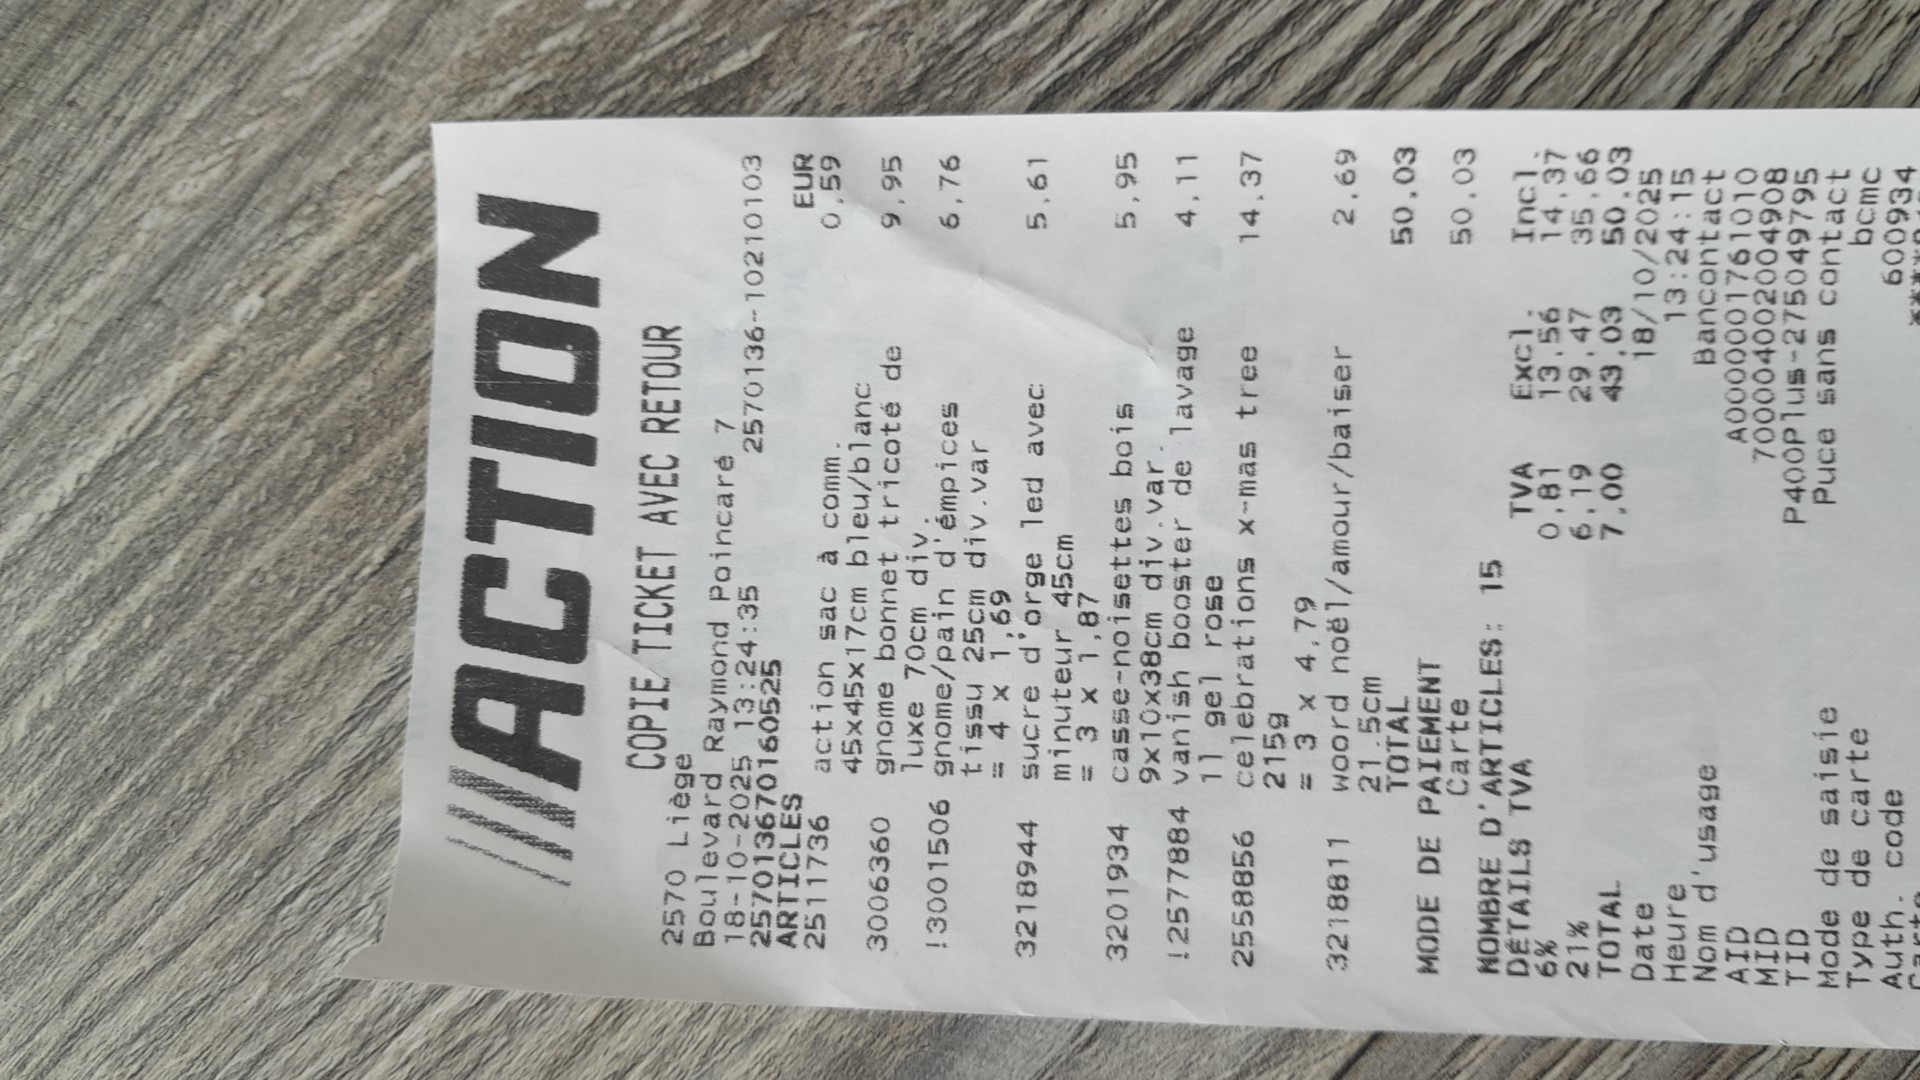 ACTION
COPIE TICKET AVEC RETOUR
2570 Liège
Boulevard Raymond Poincaré 7
18-10-2025 13:24:35 2570136-10210103
25701367016052​5
ARTICLES EUR
2511736 action sac à comm. 0,59
45x45x17cm bleu/blanc
3006360 gnome bonnet tricoté de 9,95
luxe 70cm div.
!3001506 gnome/pain d'émpices 6,76
tissu 25cm div.var
= 4 x 1,69
3218944 sucre d'orge led avec 5,61
minuteur 45cm
= 3 x 1,87
3201934 casse-noisettes bois 5,95
9x10x38cm div.var.
!2577884 vanish booster de lavage 4,11
1l gel rose
2558856 celebrations x-mas tree 14,37
215g
= 3 x 4,79
3218811 woord noël/amour/baiser 2,69
21.5cm
TOTAL 50,03
MODE DE PAIEMENT
Carte 50,03
NOMBRE D'ARTICLES: 15
DÉTAILS TVA TVA Excl. Incl.
6% 0,81 13,56 14,37
21% 6,19 29,47 35,66
TOTAL 7,00 43,03 50,03
Date 18/10/2025
Heure 13:24:15
Nom d'usage Bancontact
AID A0000001761010
MID 700004002004908
TID P400Plus-275049795
Mode de saisie Puce sans contact
Type de carte bcmc
Auth. code 600934
Carte